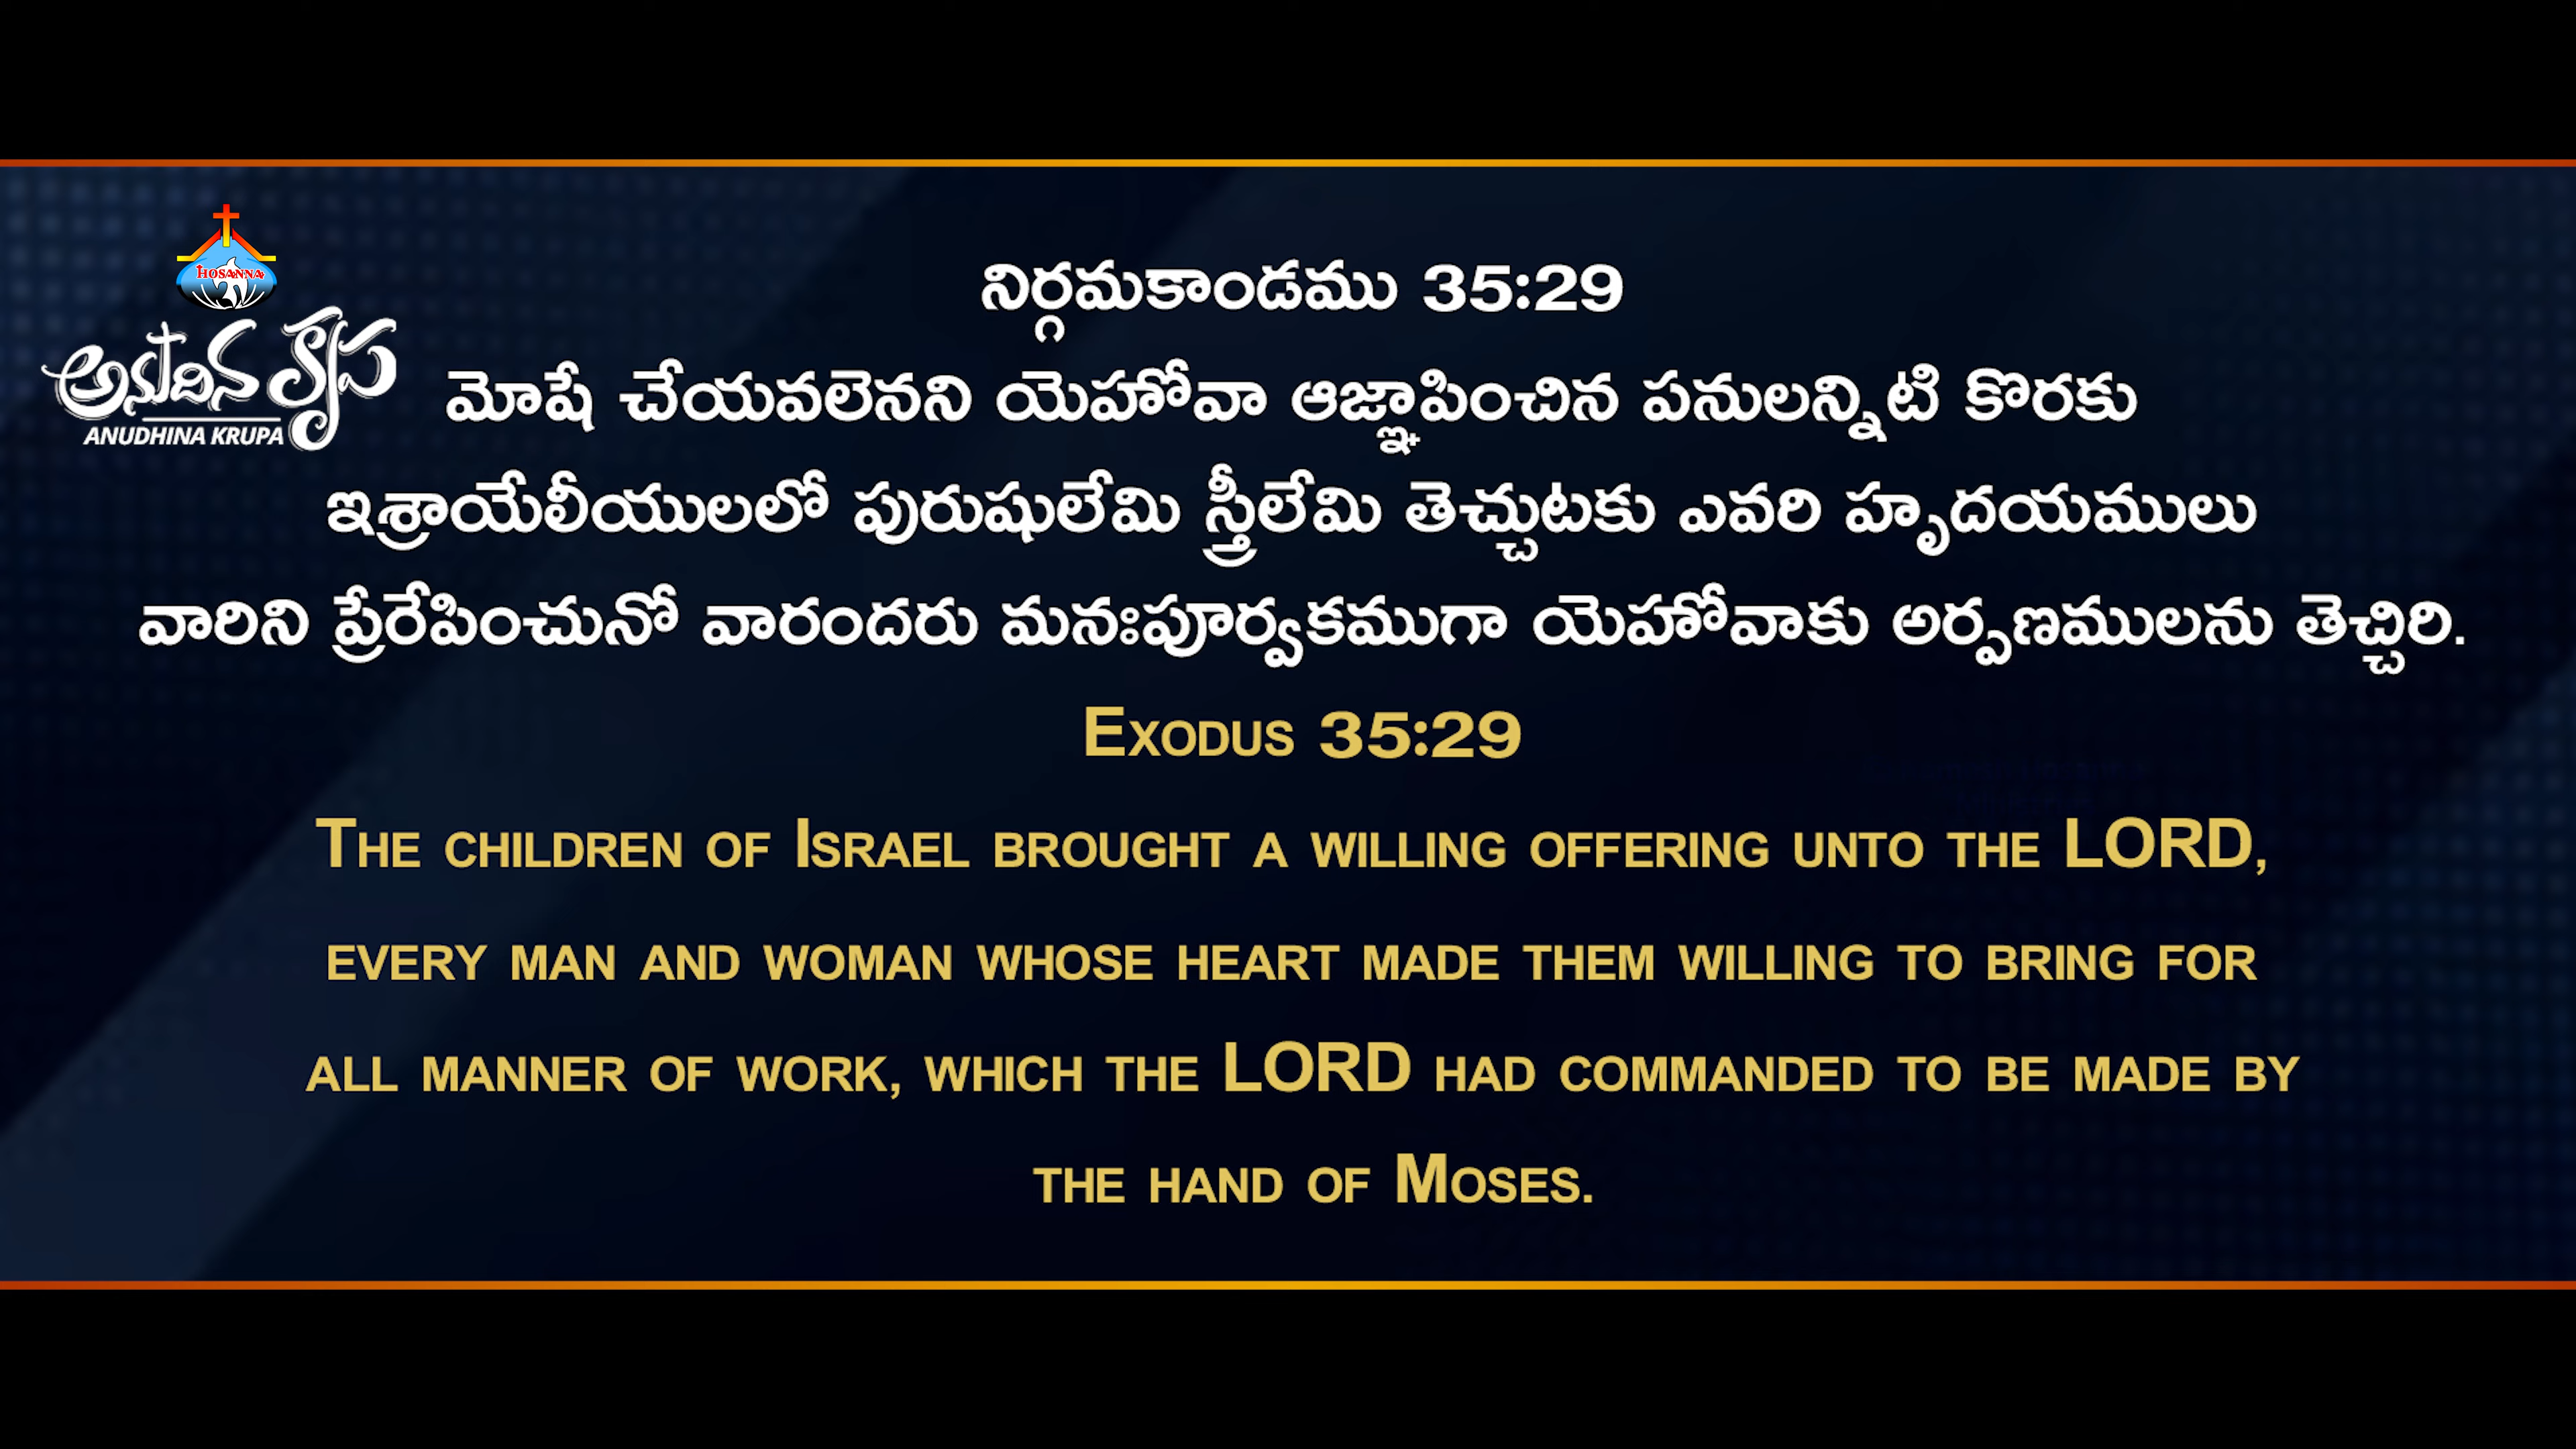 HOSANNA
అనుదిన కృప
ANUDHINA KRUPA
నిర్గమకాండము 35:29
మోషే చేయవలెనని యెహోవా ఆజ్ఞాపించిన పనులన్నిటి కొరకు
ఇశ్రాయేలీయులలో పురుషులేమి స్త్రీలేమి తెచ్చుటకు ఎవరి హృదయములు
వారిని ప్రేరేపించునో వారందరు మనఃపూర్వకముగా యెహోవాకు అర్పణములను తెచ్చిరి.
EXODUS 35:29
THE CHILDREN OF ISRAEL BROUGHT A WILLING OFFERING UNTO THE LORD,
EVERY MAN AND WOMAN WHOSE HEART MADE THEM WILLING TO BRING FOR
ALL MANNER OF WORK, WHICH THE LORD HAD COMMANDED TO BE MADE BY
THE HAND OF MOSES.